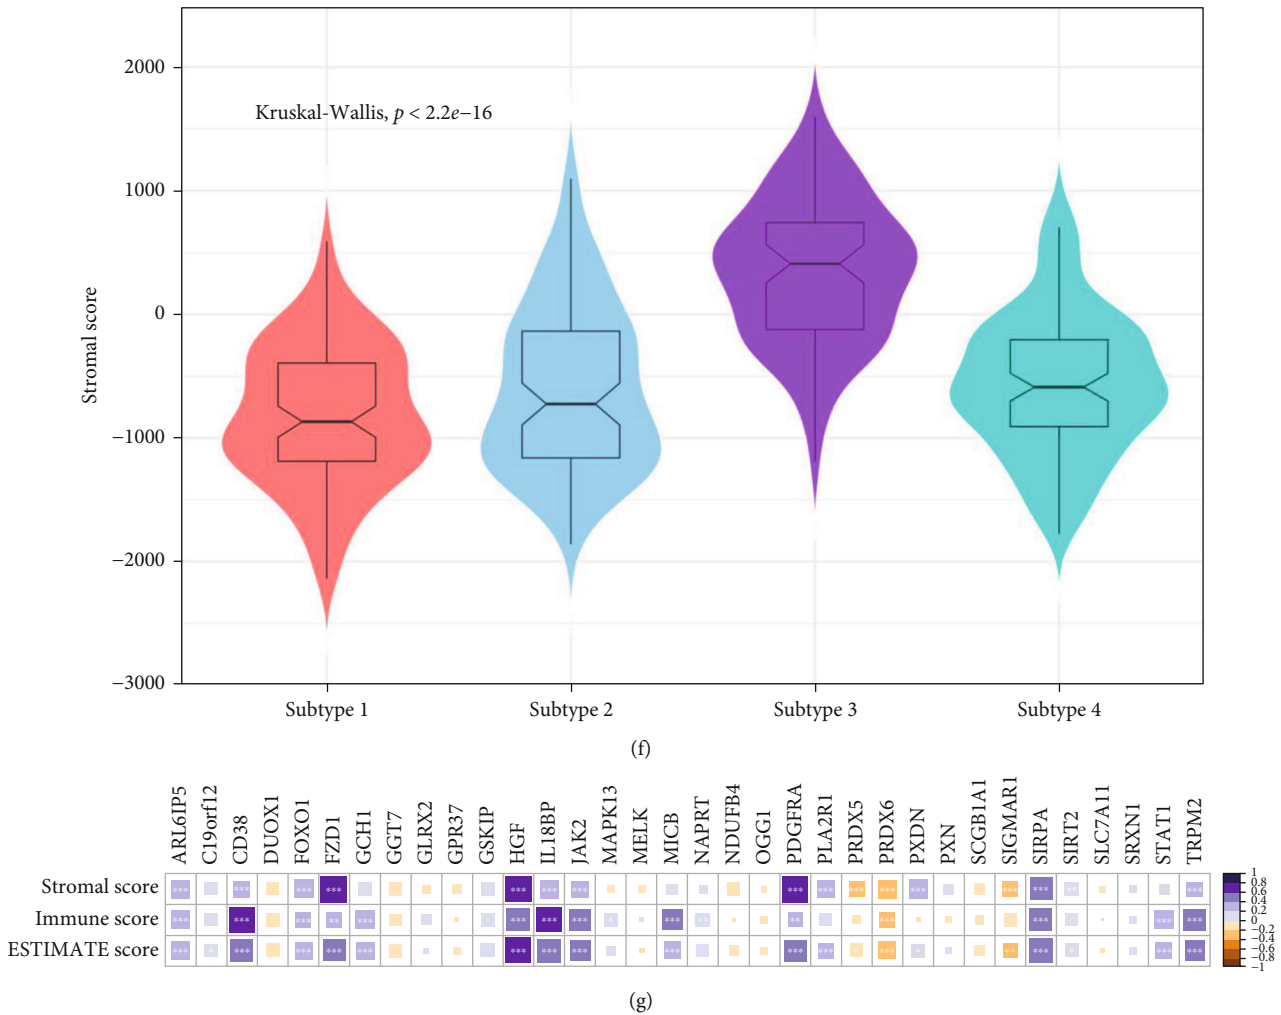 2000
1000
0
−1000
−2000
−3000
Stromal score
Kruskal-Wallis, p < 2.2e−16
Subtype 1 Subtype 2 Subtype 3 Subtype 4
(f)
ARL6IP5 C19orf12 CD38 DUOX1 FOXO1 FZD1 GCH1 GGT7 GLRX2 GPR37 GSKIP HGF IL18BP JAK2 MAPK13 MELK MICB NAPRT NDUFB4 OGG1 PDGFRA PLA2R1 PRDX5 PRDX6 PXDN PXN SCGB1A1 SIGMAR1 SIRPA SIRT2 SLC7A11 SRXN1 STAT1 TRPM2
Stromal score
Immune score
ESTIMATE score
1
0.8
0.6
0.4
0.2
0
−0.2
−0.4
−0.6
−0.8
−1
(g)